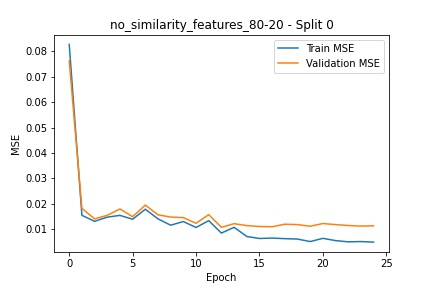 no_similarity_features_80-20 - Split 0
Train MSE
Validation MSE
0.08
0.07
0.06
0.05
0.04
0.03
0.02
0.01
MSE
0 5 10 15 20 25
Epoch